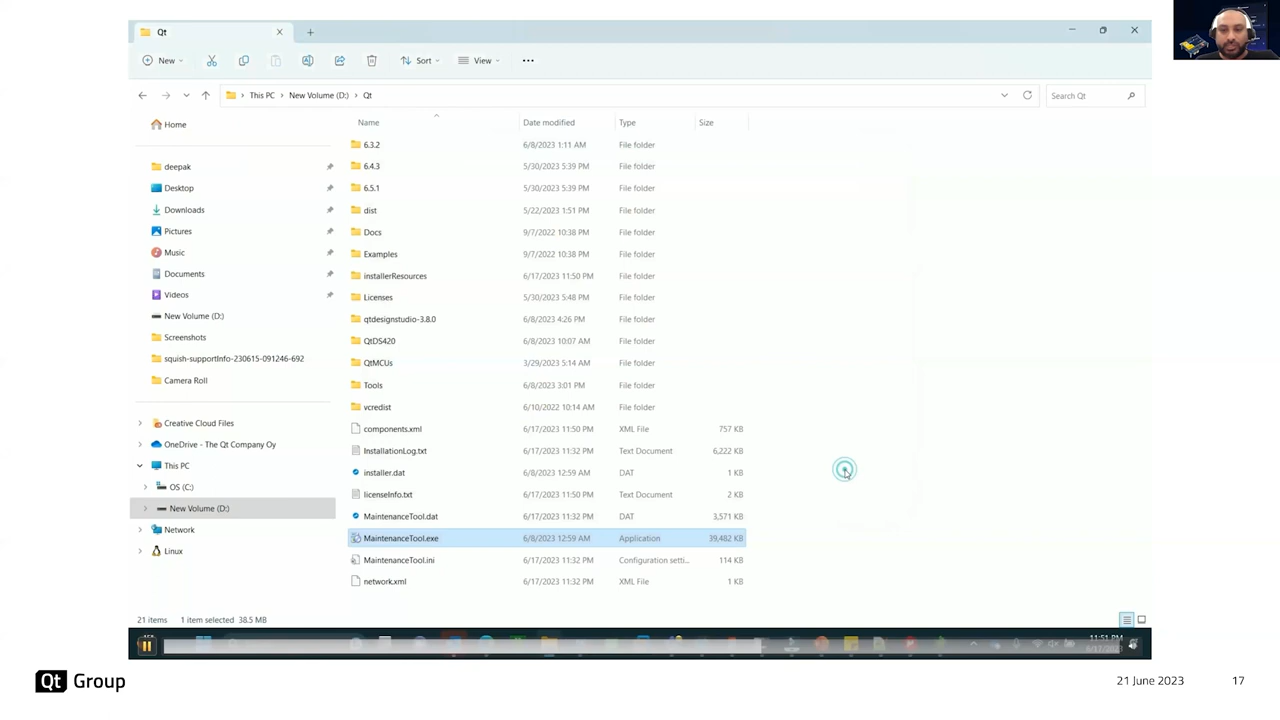 Qt
New
Sort
View
This PC
New Volume (D:)
Qt
Search Qt
Name
Date modified
Type
Size
Home
deepak
Desktop
Downloads
Pictures
Music
Documents
Videos
New Volume (D:)
Screenshots
squish-supportInfo-230615-091246-692
Camera Roll
Creative Cloud Files
OneDrive - The Qt Company Oy
This PC
OS (C:)
New Volume (D:)
Network
Linux
6.3.2 6/8/2023 1:11 AM File folder
6.4.3 5/30/2023 5:39 PM File folder
6.5.1 5/30/2023 5:39 PM File folder
dist 5/22/2023 1:51 PM File folder
Docs 9/7/2022 10:38 PM File folder
Examples 9/7/2022 10:38 PM File folder
installerResources 6/17/2023 11:50 PM File folder
Licenses 5/30/2023 5:48 PM File folder
qtdesignstudio-3.8.0 6/8/2023 4:26 PM File folder
QtDS420 6/8/2023 10:07 AM File folder
QtMCUs 3/29/2023 5:14 AM File folder
Tools 6/8/2023 3:01 PM File folder
vcredist 6/10/2022 10:14 AM File folder
components.xml 6/17/2023 11:50 PM XML File 757 KB
InstallationLog.txt 6/17/2023 11:32 PM Text Document 6,222 KB
installer.dat 6/8/2023 12:59 AM DAT 1 KB
licenseInfo.txt 6/17/2023 11:50 PM Text Document 2 KB
MaintenanceTool.dat 6/17/2023 11:32 PM DAT 3,571 KB
MaintenanceTool.exe 6/8/2023 12:59 AM Application 39,482 KB
MaintenanceTool.ini 6/17/2023 11:32 PM Configuration setti... 114 KB
network.xml 6/17/2023 11:32 PM XML File 1 KB
21 items 1 item selected 38.5 MB
11:51 PM
Qt Group
21 June 2023
17